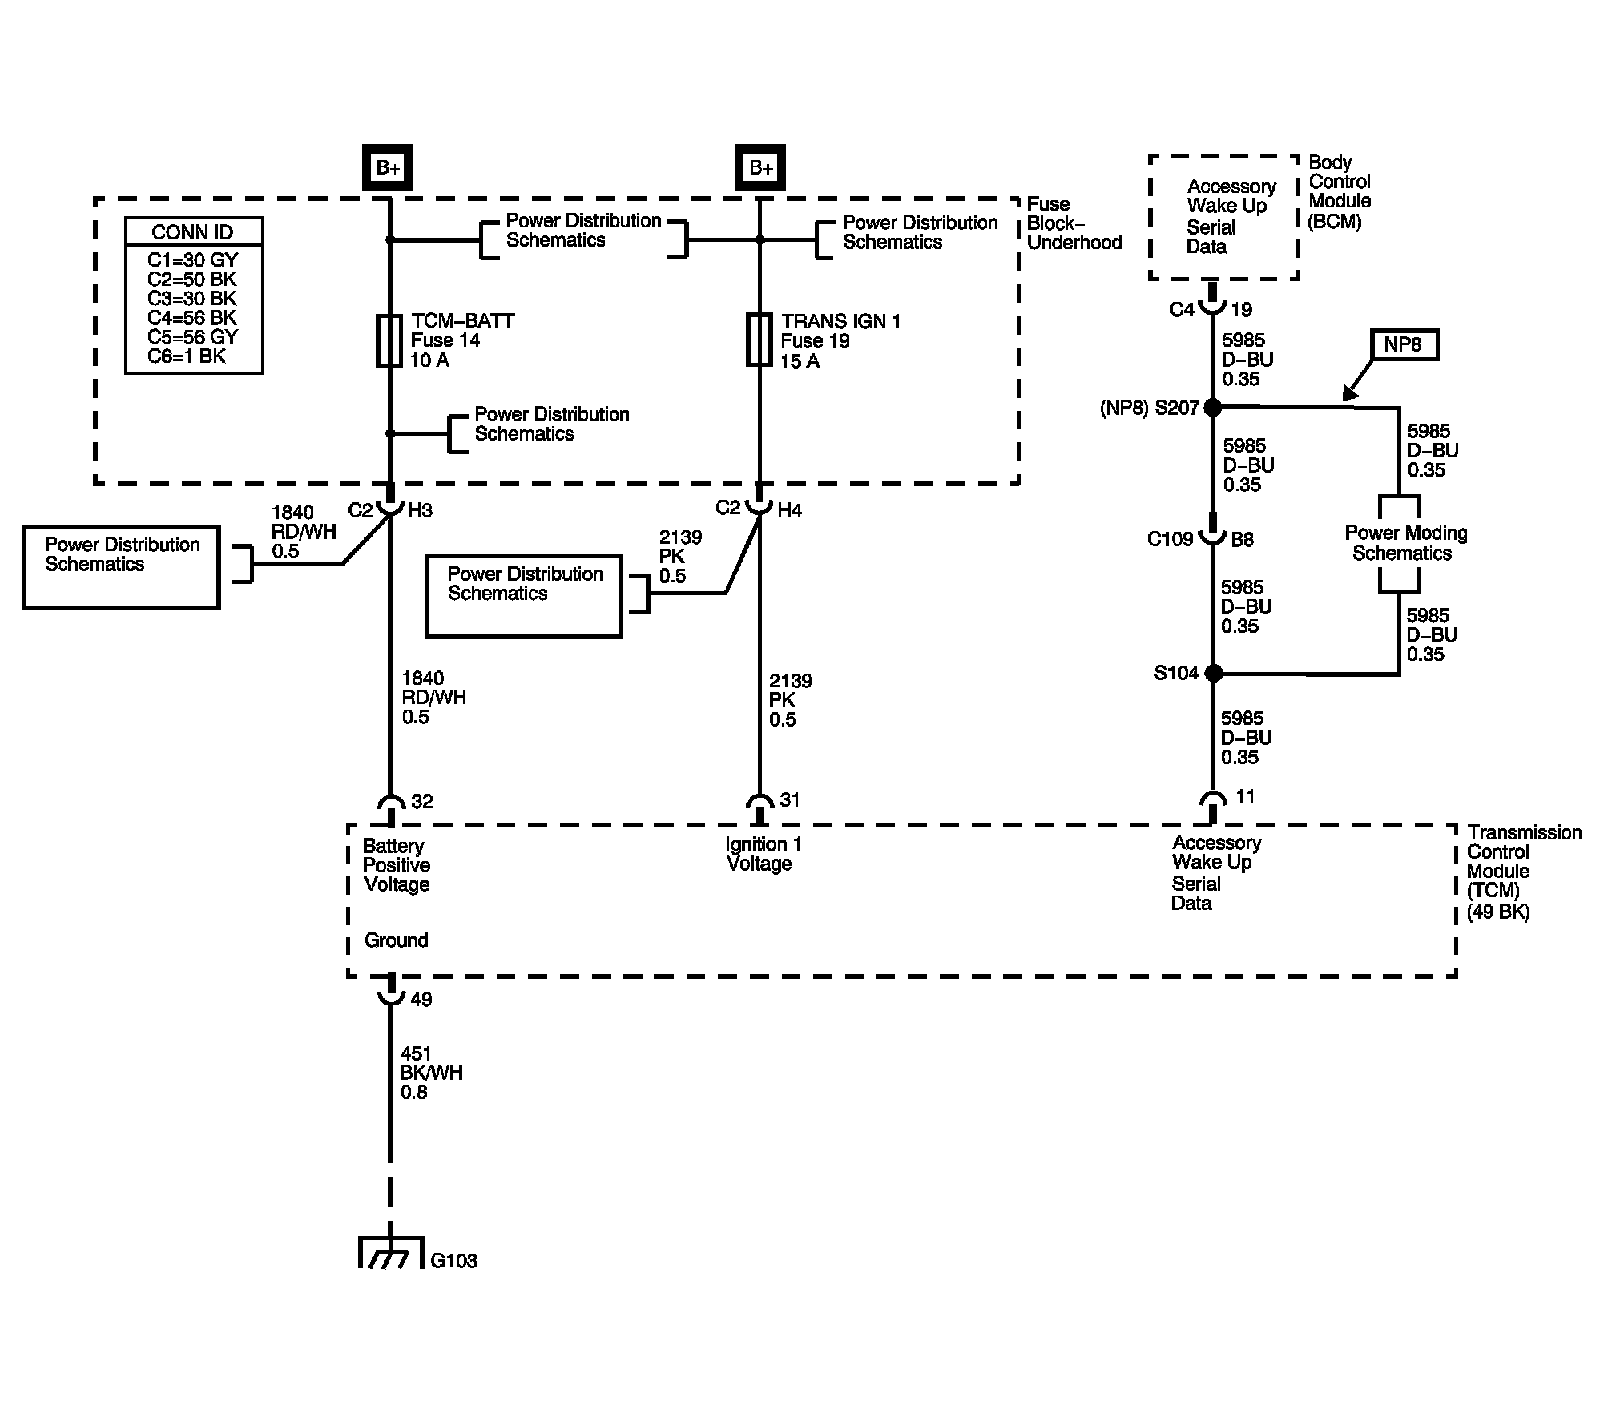 B+
B+
CONN ID
C1=30 GY
C2=50 BK
C3=30 BK
C4=56 BK
C5=56 GY
C6=1 BK
Power Distribution
Schematics
Power Distribution
Schematics
Fuse
Block-
Underhood
TCM-BATT
Fuse 14
10 A
TRANS IGN 1
Fuse 19
15 A
Power Distribution
Schematics
Accessory
Wake Up
Serial
Data
Body
Control
Module
(BCM)
C4 19
5985
D-BU
0.35
NP8
(NP8) S207
5985
D-BU
0.35
5985
D-BU
0.35
C109 B8
Power Moding
Schematics
5985
D-BU
0.35
5985
D-BU
0.35
S104
5985
D-BU
0.35
11
1840
RD/WH
0.5
C2 H3
Power Distribution
Schematics
C2 H4
2139
PK
0.5
Power Distribution
Schematics
1840
RD/WH
0.5
2139
PK
0.5
32
31
Battery
Positive
Voltage
Ignition 1
Voltage
Accessory
Wake Up
Serial
Data
Transmission
Control
Module
(TCM)
(49 BK)
Ground
49
451
BK/WH
0.8
G103